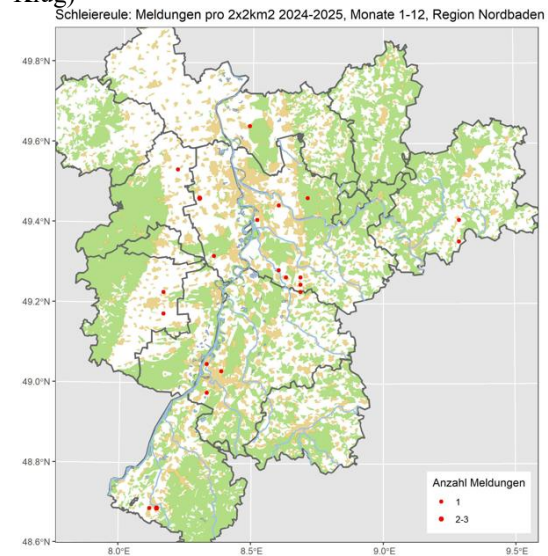 Klug)
Schleiereule: Meldungen pro 2x2km2 2024-2025, Monate 1-12, Region Nordbaden
49.8°N
49.6°N
49.4°N
49.2°N
49.0°N
48.8°N
48.6°N
Anzahl Meldungen
1
2-3
8.0°E 8.5°E 9.0°E 9.5°E